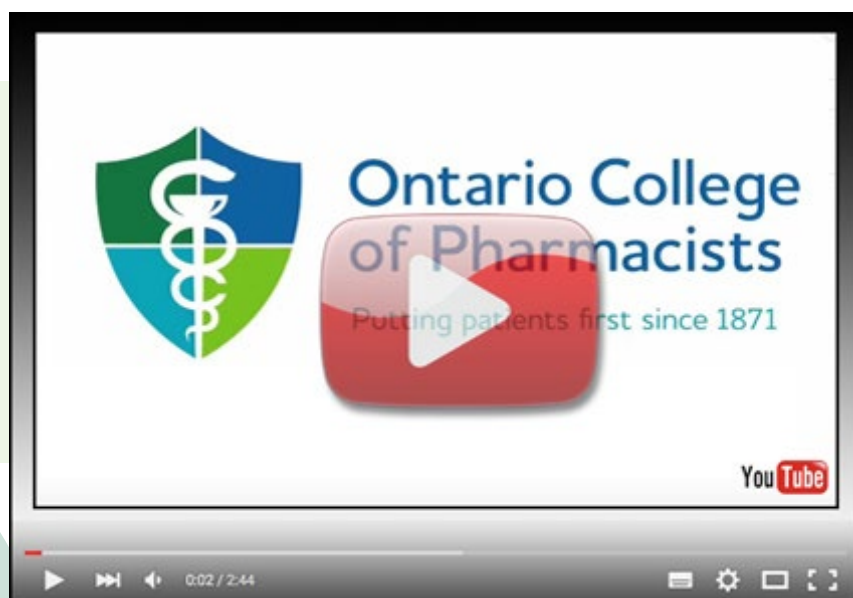 Ontario College
of Pharmacists
Putting patients first since 1871
YouTube
0:02 / 2:44